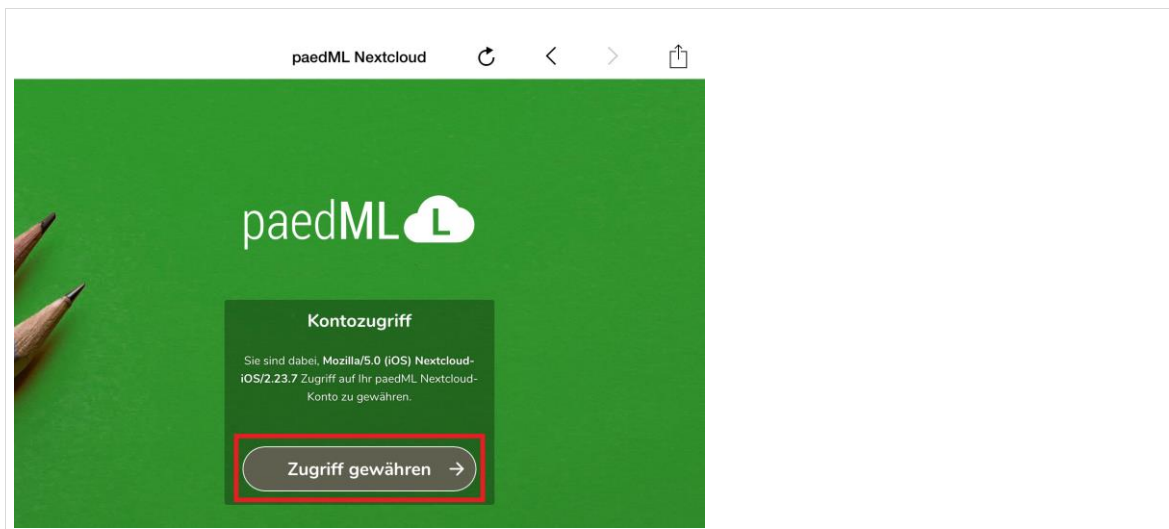 paedML Nextcloud
paedML L
Kontozugriff
Sie sind dabei, Mozilla/5.0 (iOS) Nextcloud-
iOS/2.23.7 Zugriff auf Ihr paedML Nextcloud-
Konto zu gewähren.
Zugriff gewähren